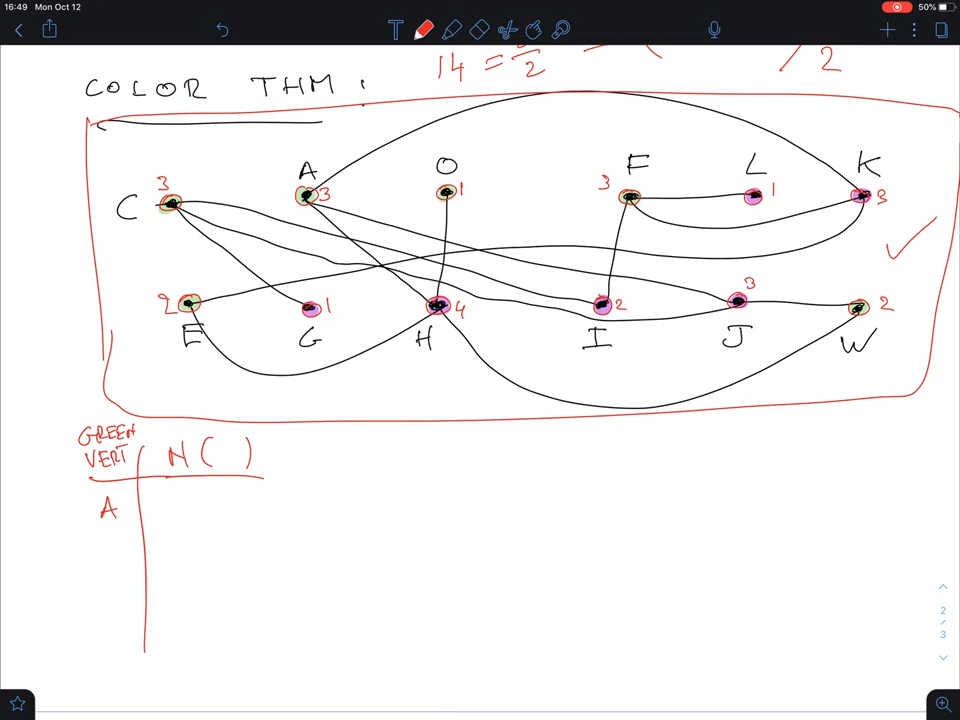 16:49 Mon Oct 12
50%
14 = 2 = ( / 2
COLOR THM :
A O F L K
C 3 3 1 3 1 3
2 1 4 2 3 2
E G H I J W
GREEN
VERT N ( )
A
2
/
3